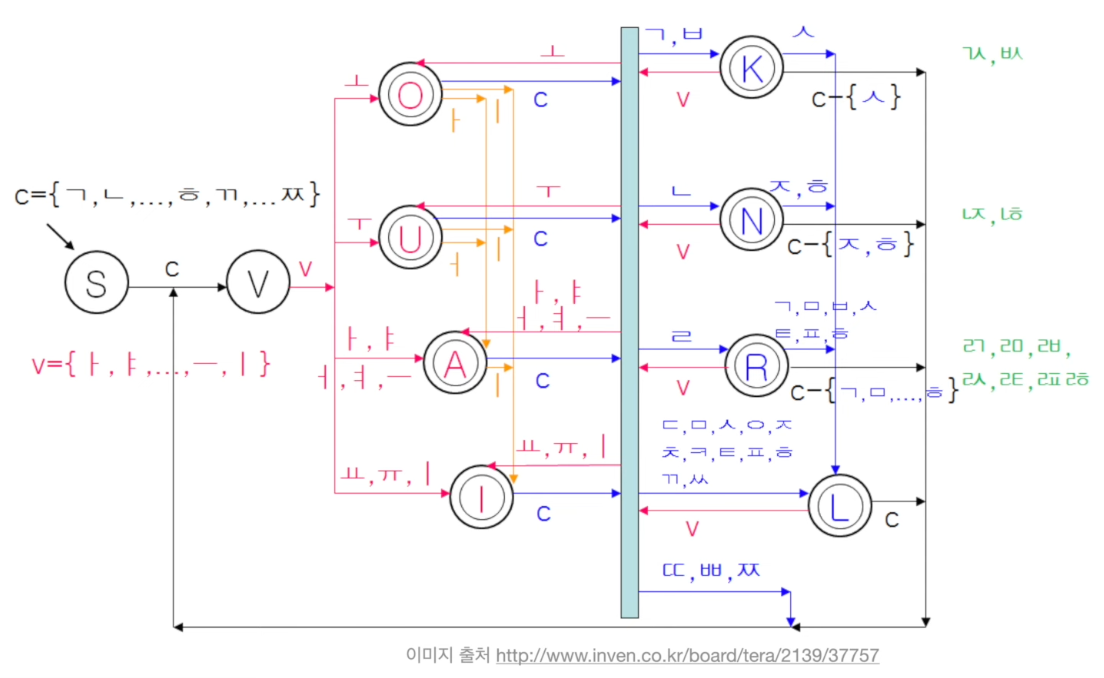 ㄱ,ㅂ
ㅅ
ㄳ,ㅄ
ㅗ
K
ㅗ
O
C
V
C-{ㅅ}
ㅏ
ㅣ
C={ㄱ,ㄴ,...,ㅎ,ㄲ,...ㅉ}
ㅜ
ㄴ
ㅈ,ㅎ
ㄵ,ㄶ
ㅜ
U
C
N
V
C-{ㅈ,ㅎ}
ㅓ
ㅣ
S
C
V
V
ㅏ,ㅑ
ㅓ,ㅕ,ㅡ
ㄱ,ㅁ,ㅂ,ㅅ
ㅌ,ㅍ,ㅎ
V={ㅏ,ㅑ,...,ㅡ,ㅣ}
ㅏ,ㅑ
ㅓ,ㅕ,ㅡ
A
ㅣ
C
ㄹ
V
R
C-{ㄱ,ㅁ,...,ㅎ}
ㄺ,ㄻ,ㄼ,
ㄽ,ㄾ,ㄿㅀ
ㄷ,ㅁ,ㅅ,ㅇ,ㅈ
ㅊ,ㅋ,ㅌ,ㅍ,ㅎ
ㄲ,ㅆ
ㅛ,ㅠ,ㅣ
ㅛ,ㅠ,ㅣ
I
C
V
L
C
ㄸ,ㅃ,ㅉ
이미지 출처 http://www.inven.co.kr/board/tera/2139/37757